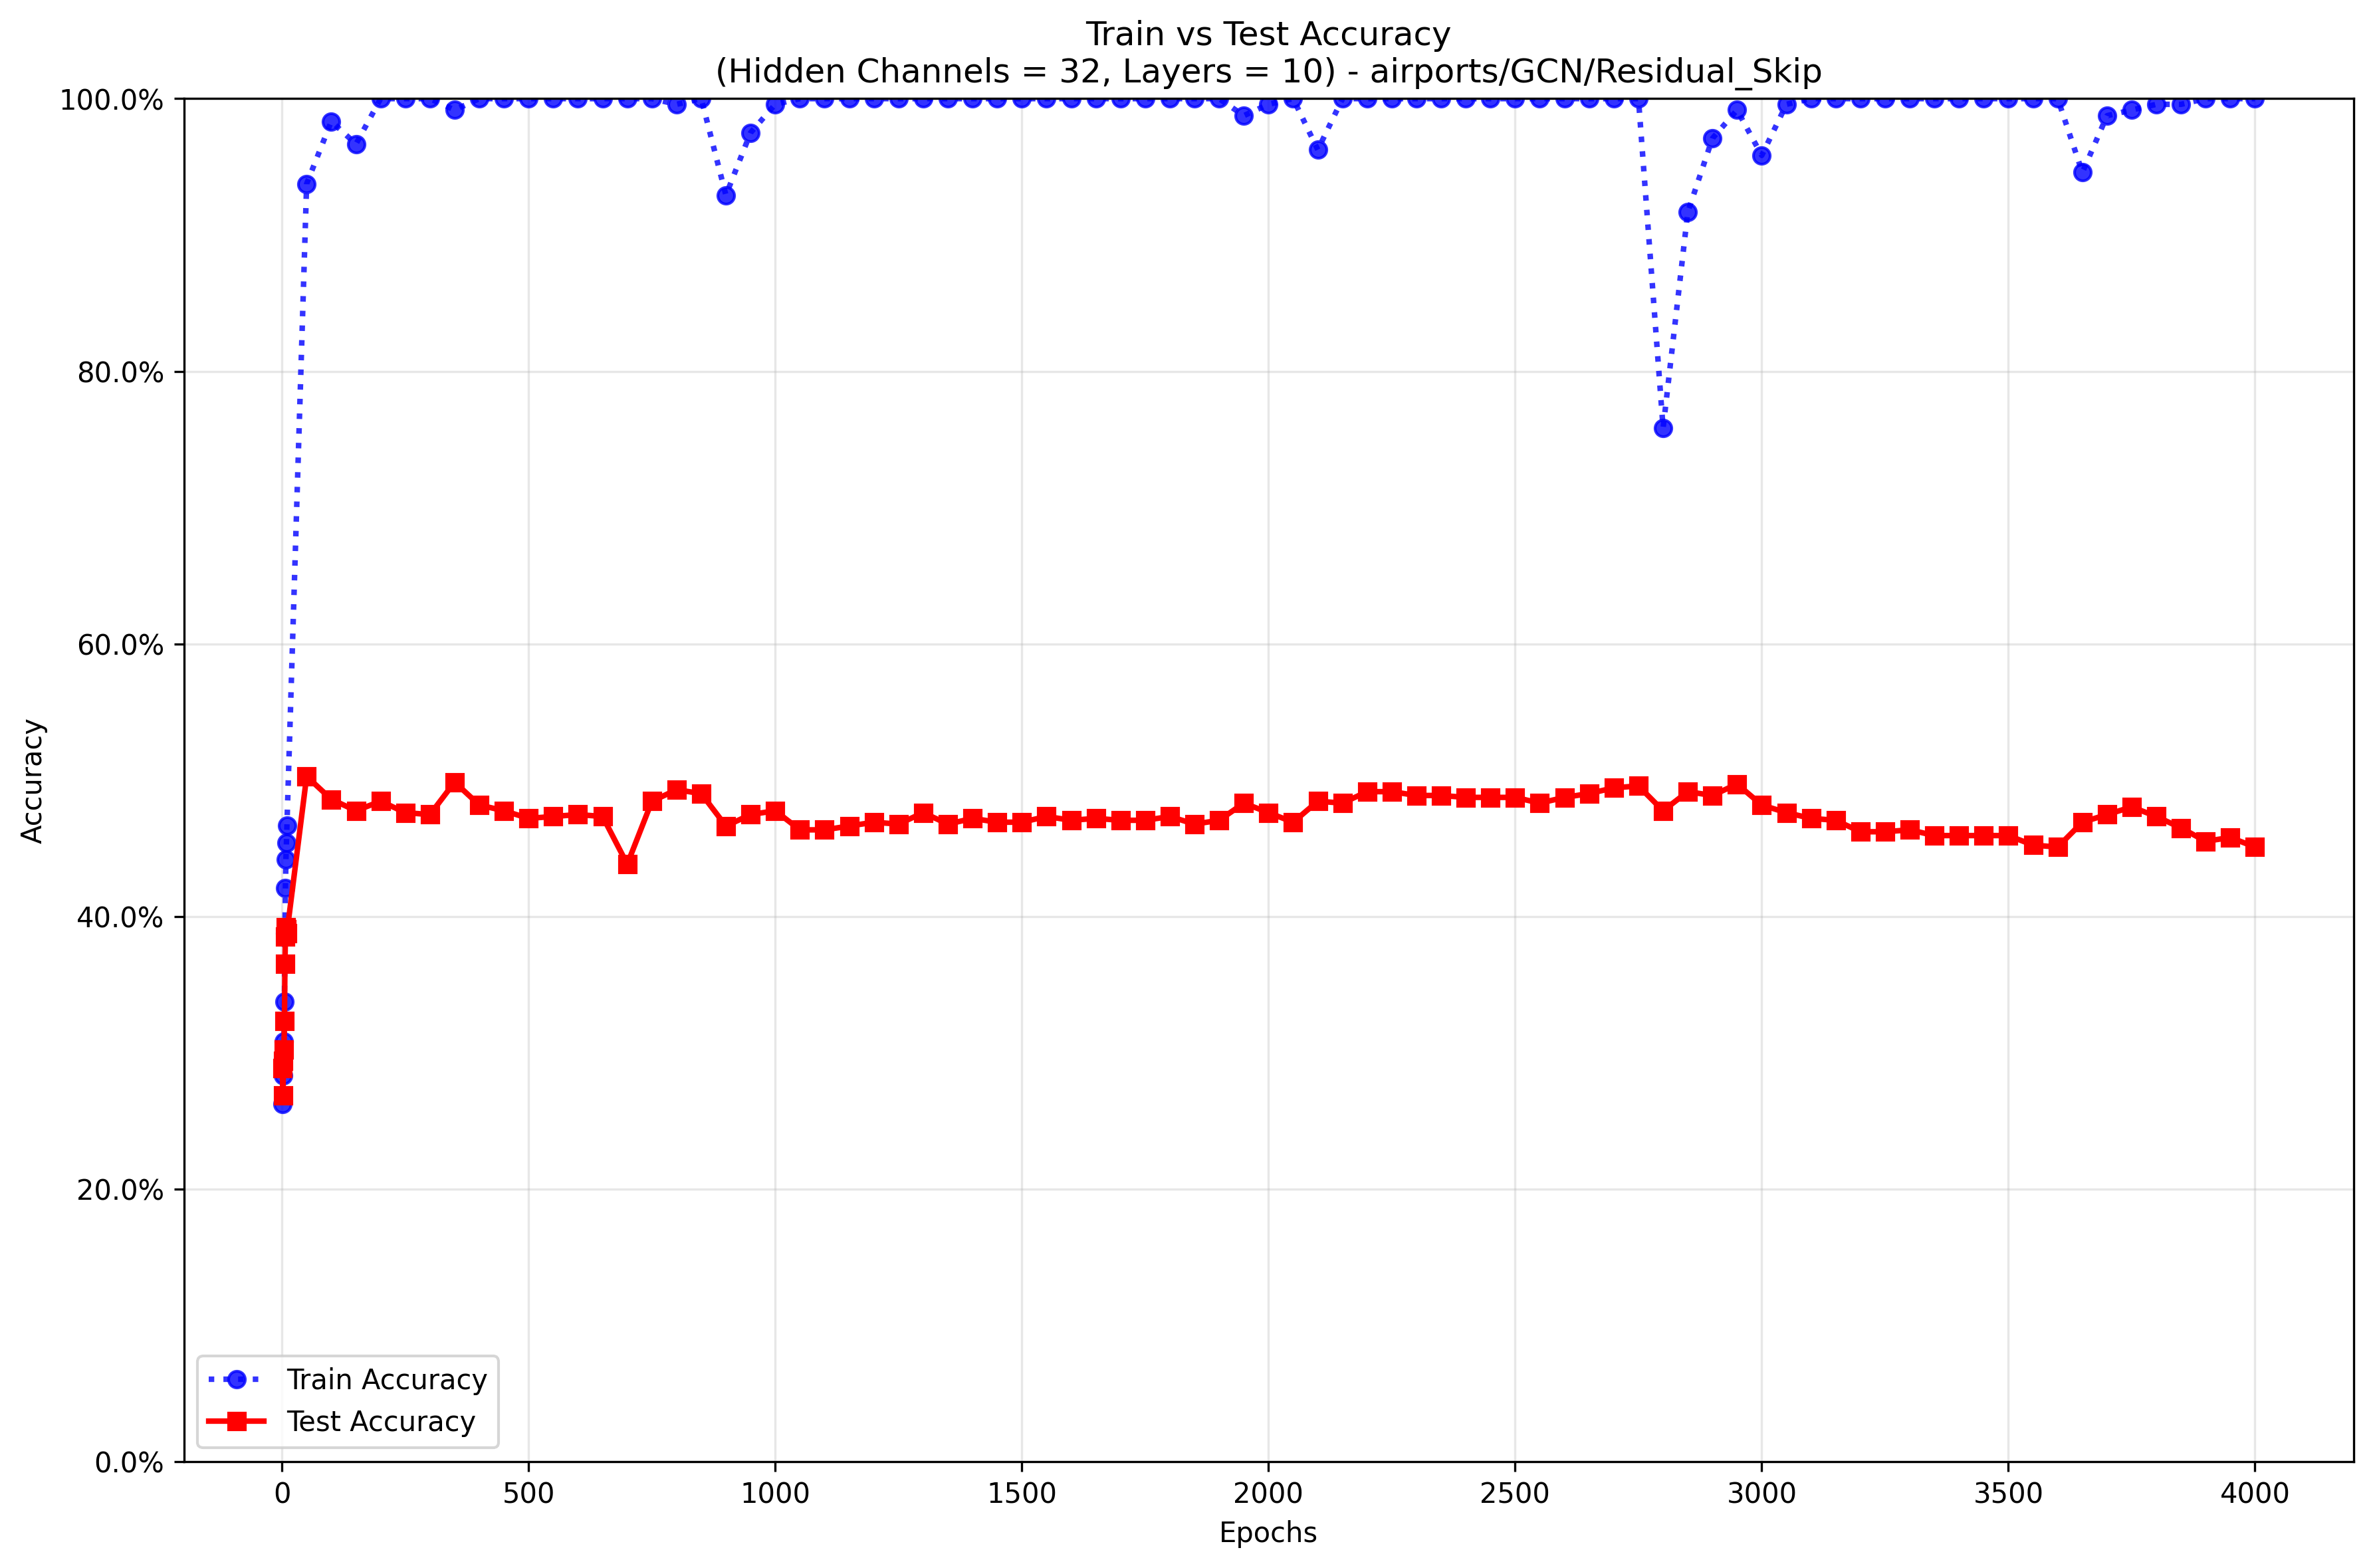 Train vs Test Accuracy
(Hidden Channels = 32, Layers = 10) - airports/GCN/Residual_Skip
100.0%
80.0%
60.0%
40.0%
20.0%
0.0%
Accuracy
Train Accuracy
Test Accuracy
0 500 1000 1500 2000 2500 3000 3500 4000
Epochs